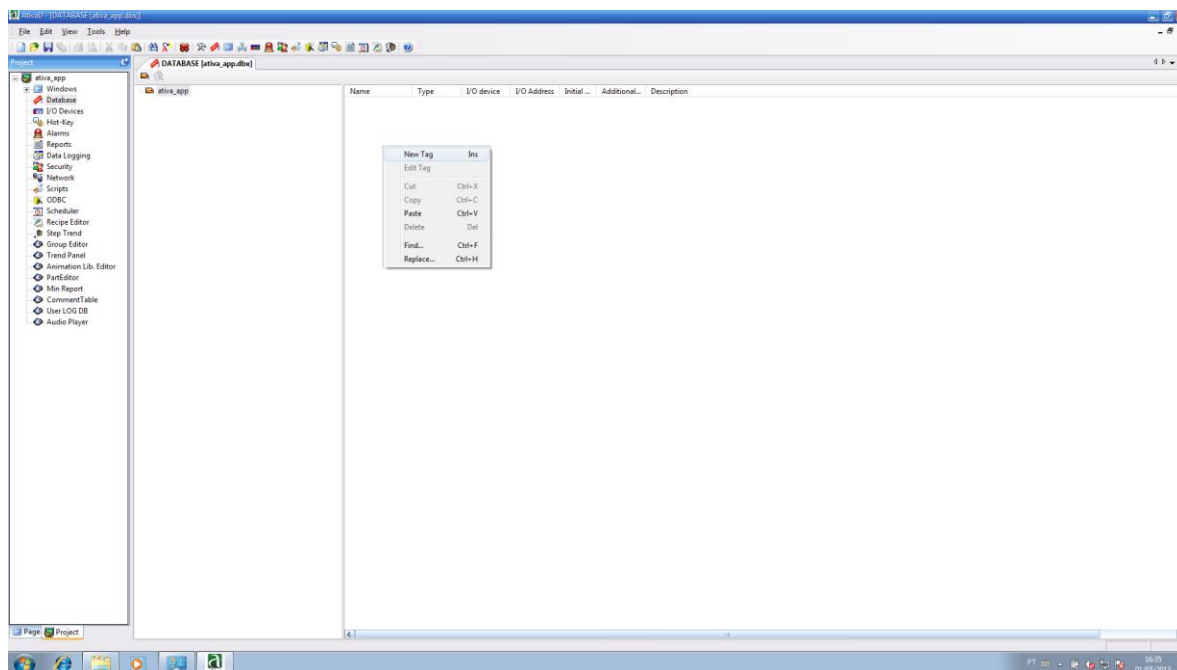 AtivaD - [DATABASE [ativa_app.dbx]]
File Edit View Tools Help
Project
DATABASE [ativa_app.dbx]
ativa_app
Windows
Database
I/O Devices
Hot-Key
Alarms
Reports
Data Logging
Security
Network
Scripts
ODBC
Scheduler
Recipe Editor
Step Trend
Group Editor
Trend Panel
Animation Lib. Editor
PartEditor
Min Report
CommentTable
User LOG DB
Audio Player
ativa_app
Name Type I/O device I/O Address Initial ... Additional... Description
New Tag Ins
Edit Tag
Cut Ctrl+X
Copy Ctrl+C
Paste Ctrl+V
Delete Del
Find... Ctrl+F
Replace... Ctrl+H
Page Project
PT 16:35